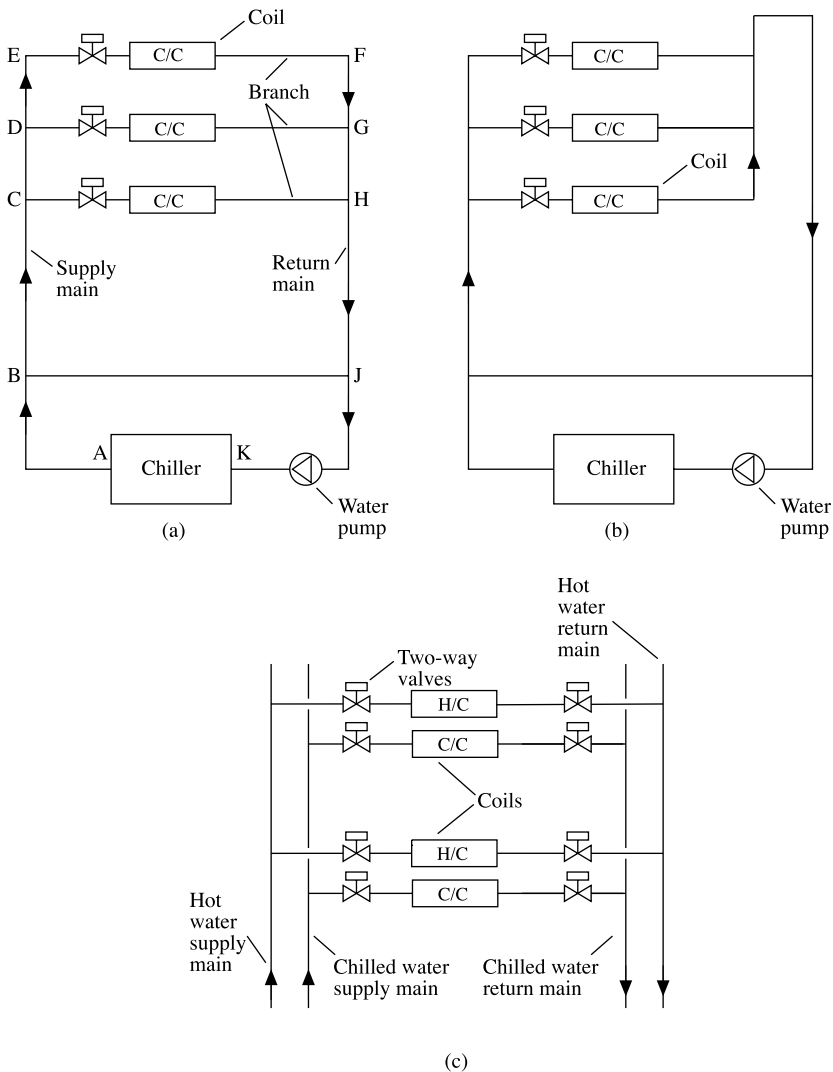 Coil
E
C/C
F
Branch
D
C/C
G
C
C/C
H
Supply
main
Return
main
B
J
A
Chiller
K
Water
pump
(a)
C/C
C/C
Coil
C/C
Chiller
Water
pump
(b)
Hot
water
return
main
Two-way
valves
H/C
C/C
Coils
H/C
C/C
Hot
water
supply
main
Chilled water
supply main
Chilled water
return main
(c)